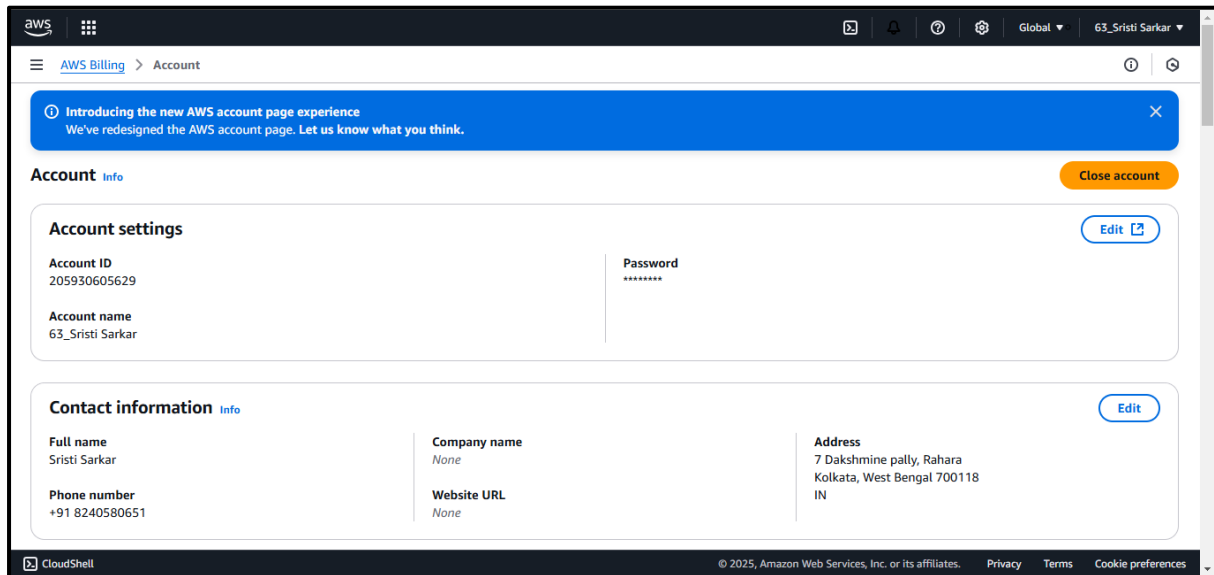 aws
Global ▼
63_Sristi Sarkar ▼
AWS Billing > Account
Introducing the new AWS account page experience
We've redesigned the AWS account page. Let us know what you think.
Account Info
Close account
Account settings
Edit
Account ID
205930605629
Password
********
Account name
63_Sristi Sarkar
Contact information Info
Edit
Full name
Sristi Sarkar
Phone number
+91 8240580651
Company name
None
Website URL
None
Address
7 Dakshmine pally, Rahara
Kolkata, West Bengal 700118
IN
CloudShell
© 2025, Amazon Web Services, Inc. or its affiliates.
Privacy
Terms
Cookie preferences